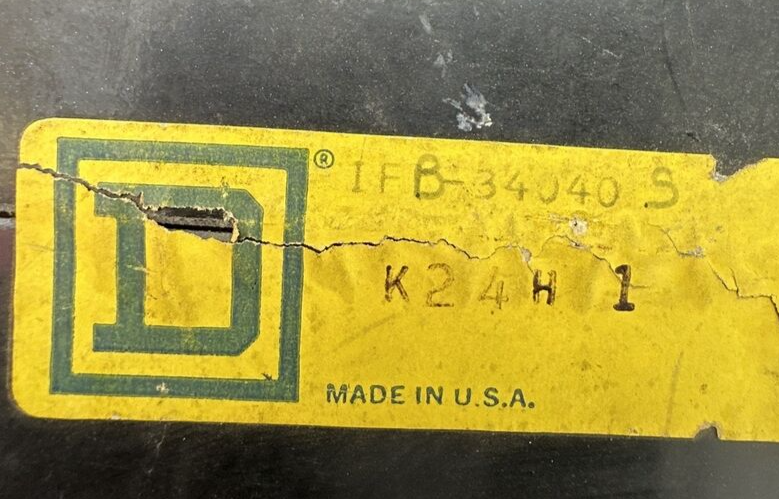 D ®
IFB-34040 S
K24H 1
MADE IN U.S.A.